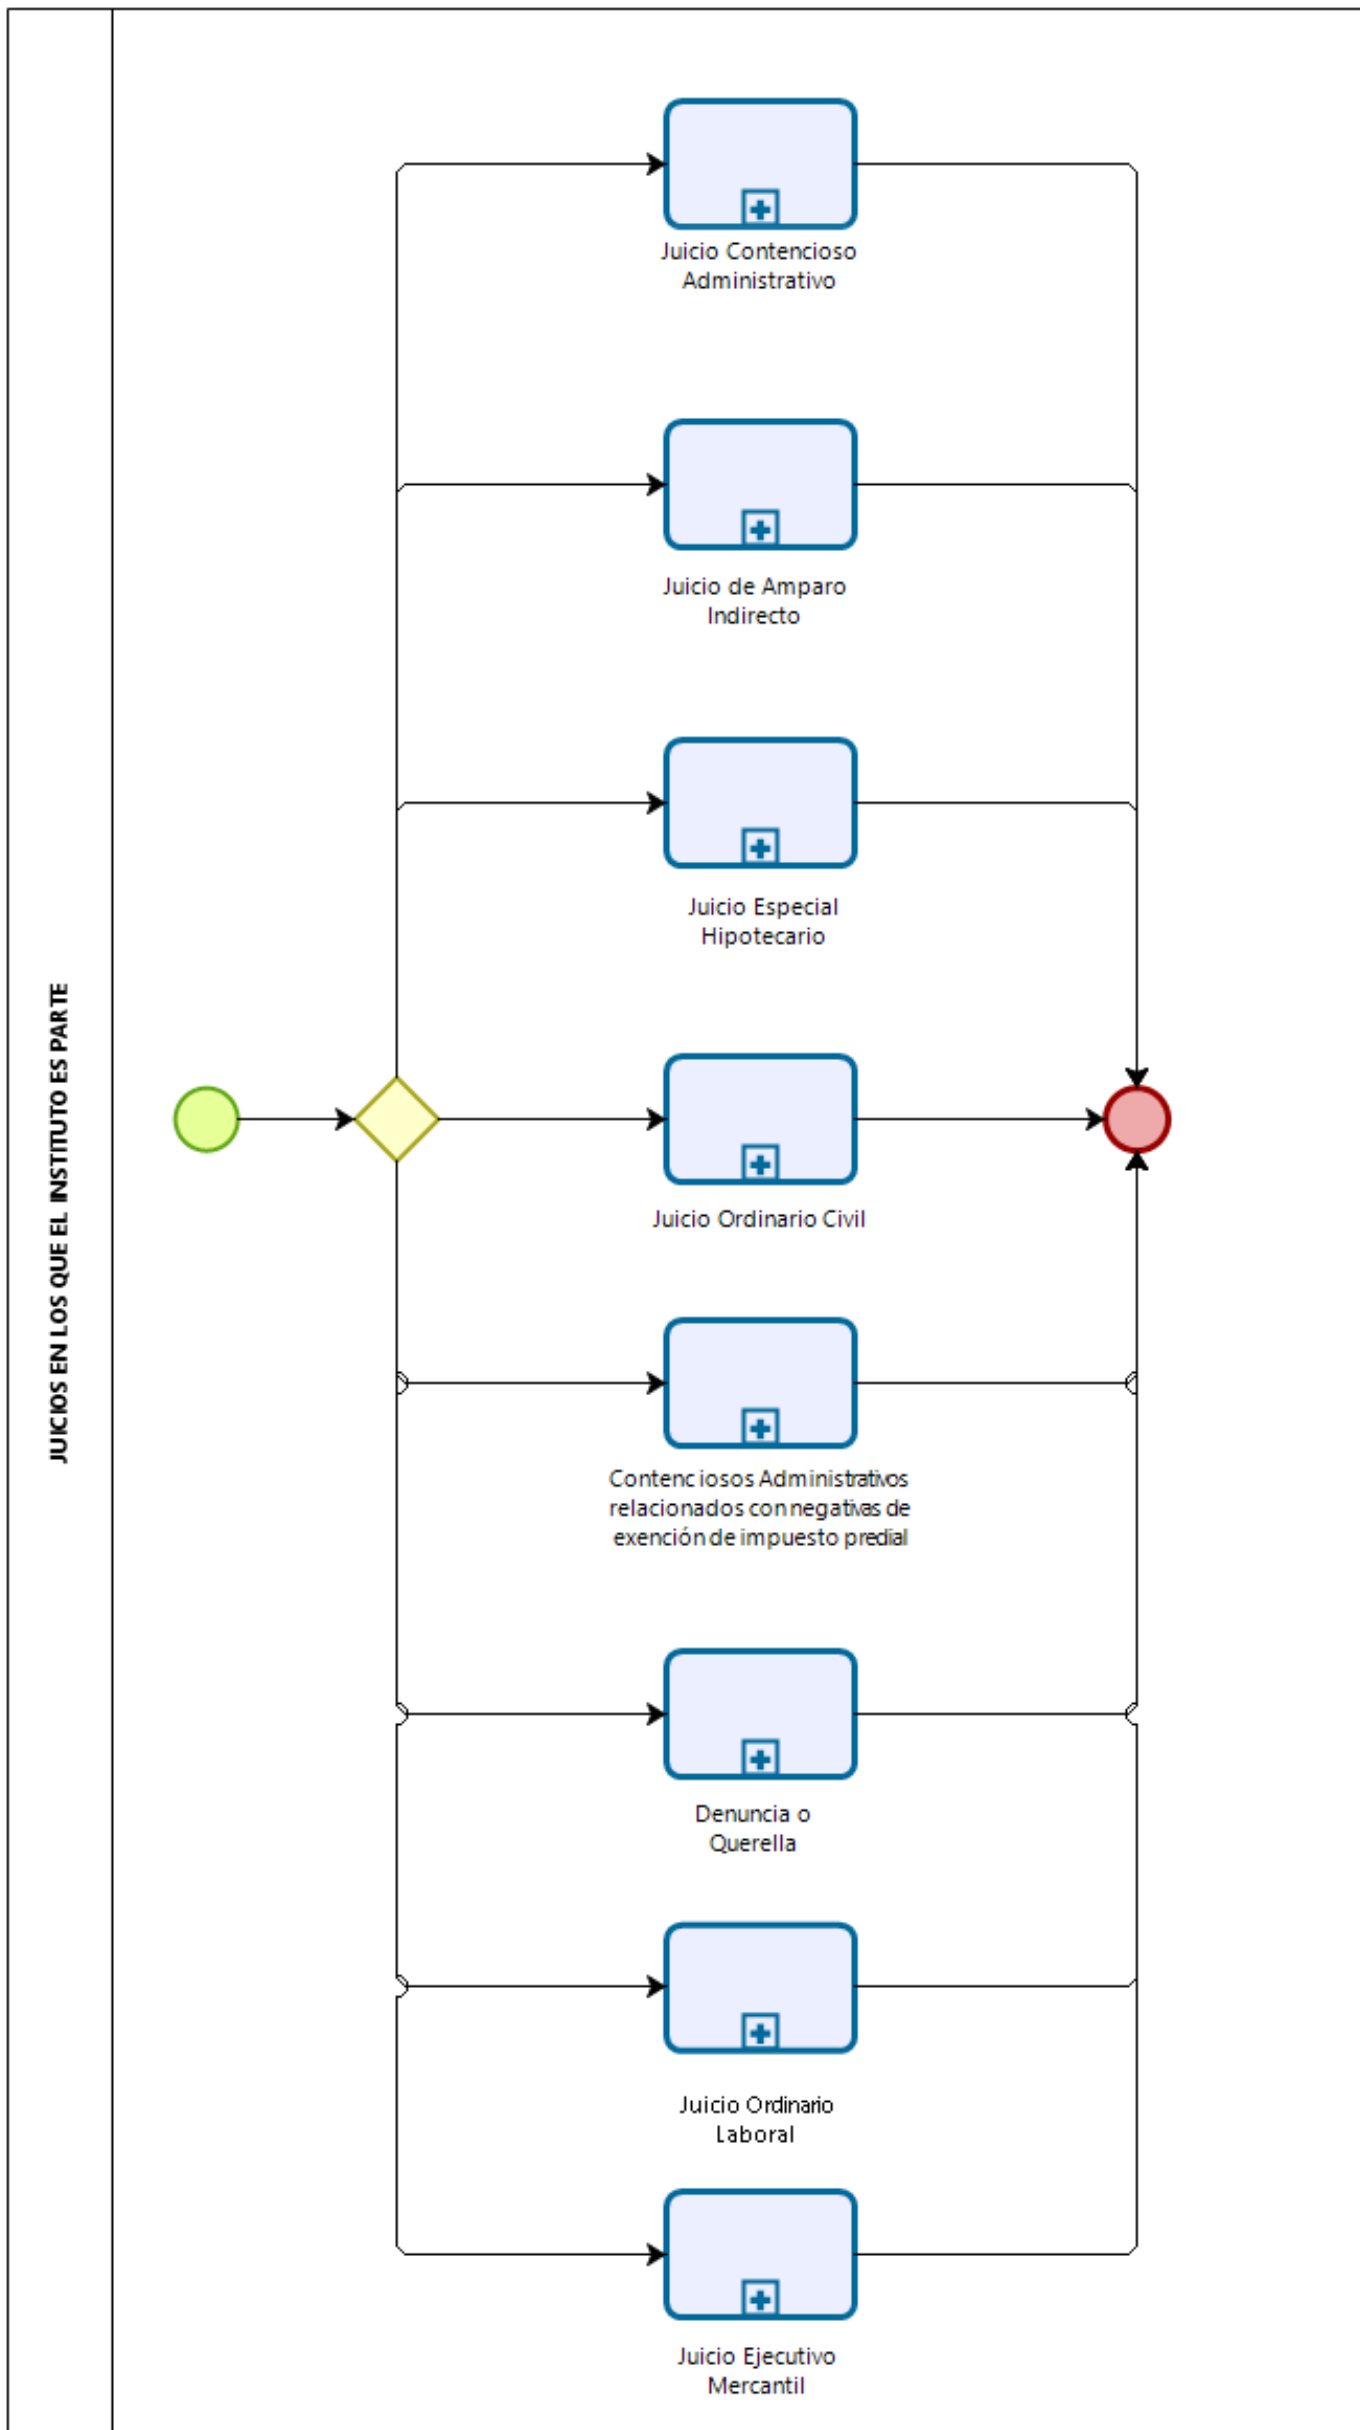 JUICIOS EN LOS QUE EL INSTITUTO ES PARTE
Juicio Contencioso
Administrativo
Juicio de Amparo
Indirecto
Juicio Especial
Hipotecario
Juicio Ordinario Civil
Contenciosos Administrativos
relacionados con negativas de
exención de impuesto predial
Denuncia o
Querella
Juicio Ordinario
Laboral
Juicio Ejecutivo
Mercantil